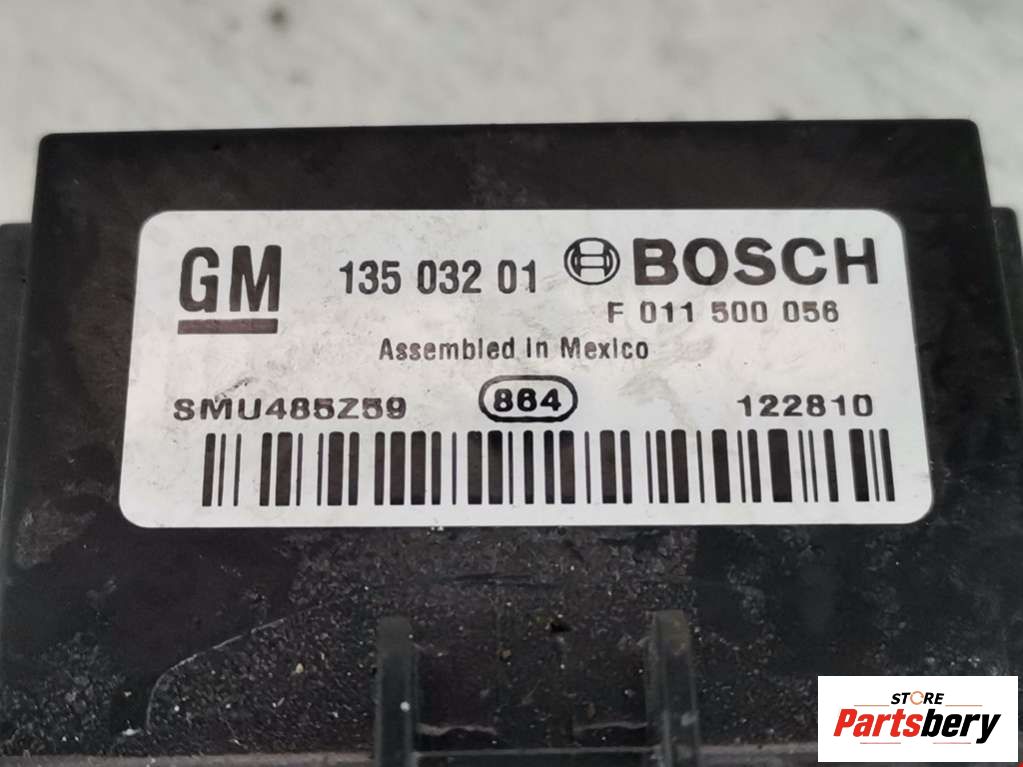 GM 135 032 01 BOSCH
F 011 500 056
Assembled in Mexico
SMU485Z59 864 122810
STORE
Partsbery